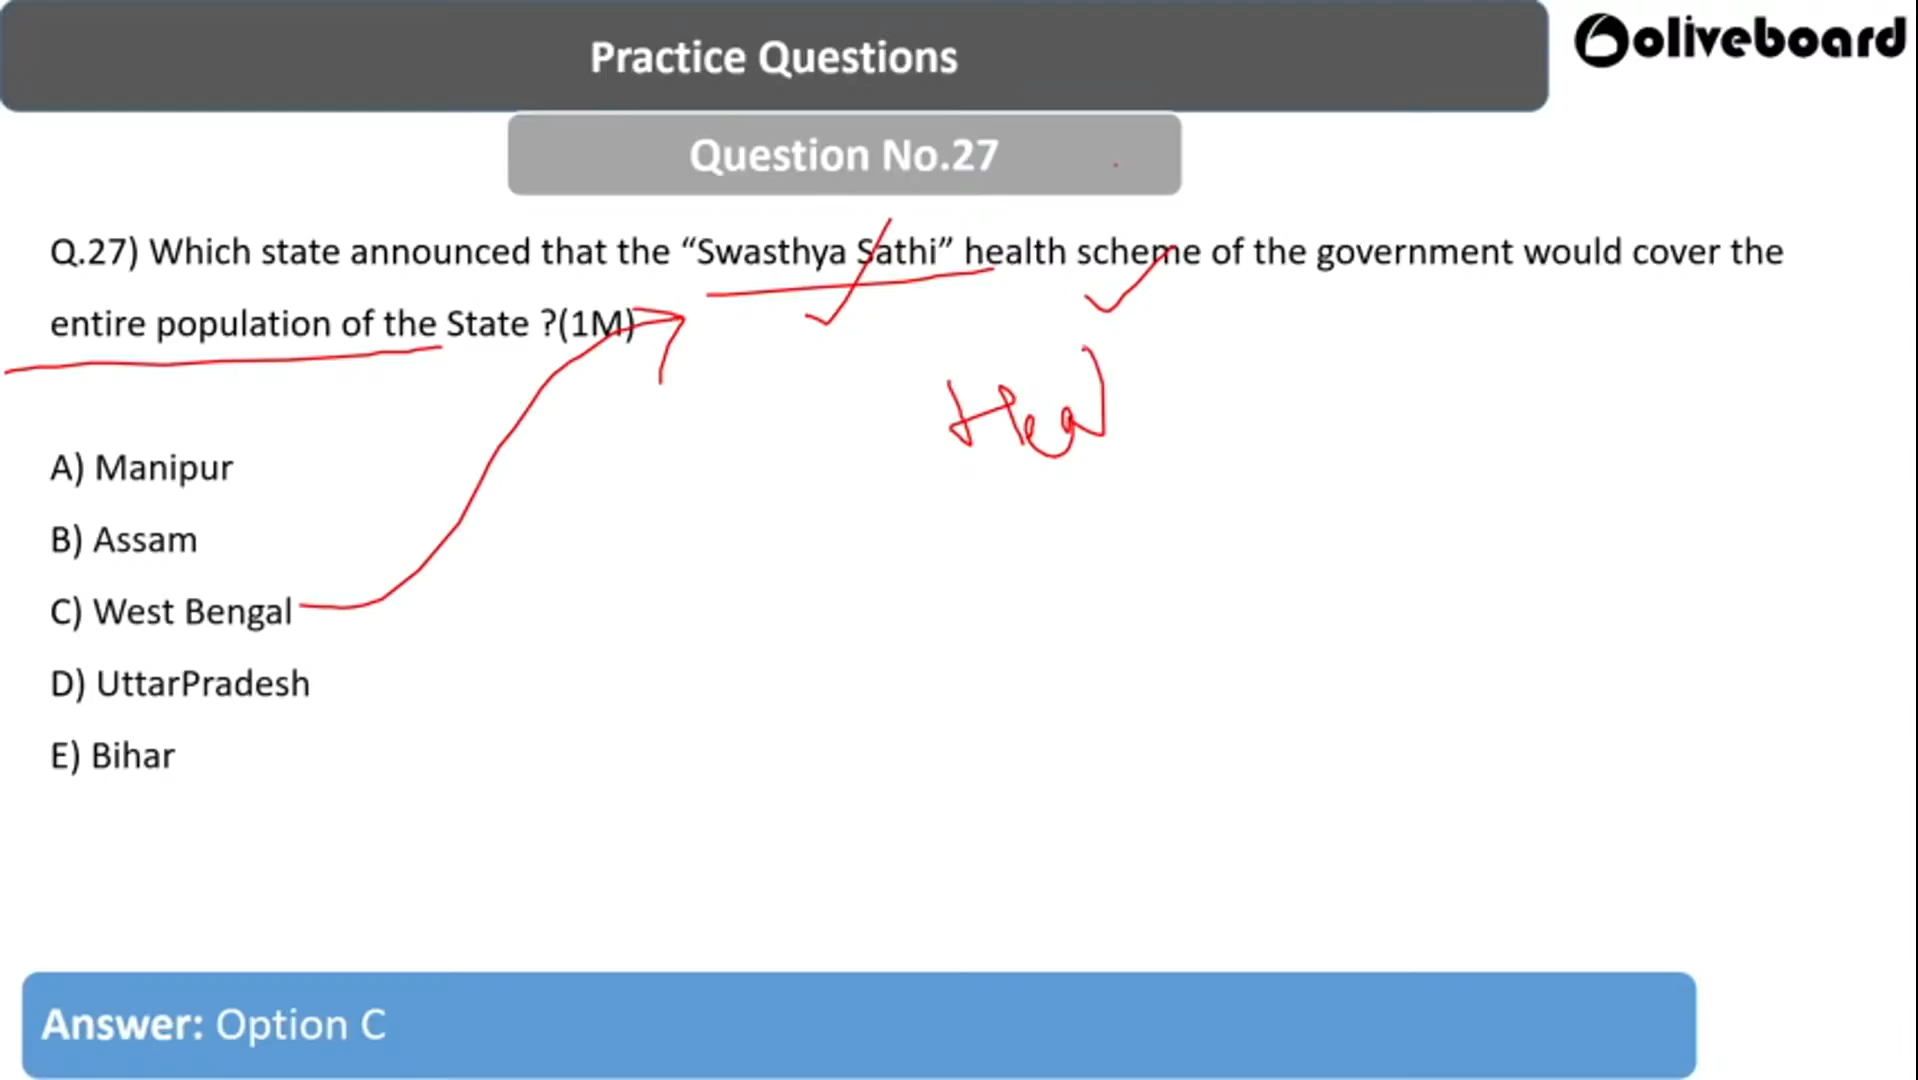 Practice Questions
oliveboard
Question No.27
Q.27) Which state announced that the “Swasthya Sathi” health scheme of the government would cover the
entire population of the State ?(1M)
Heal
A) Manipur
B) Assam
C) West Bengal
D) UttarPradesh
E) Bihar
Answer: Option C